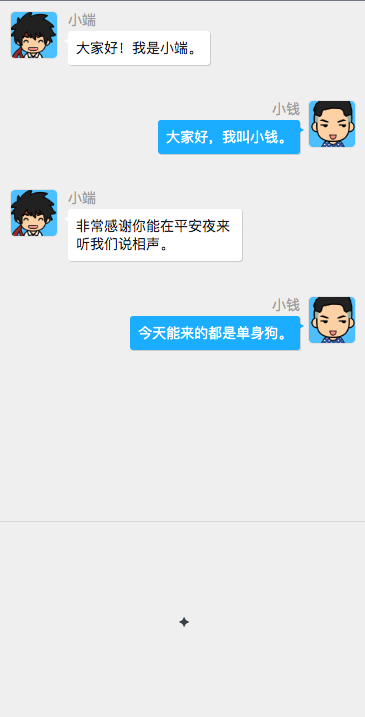 小端
大家好！我是小端。
小钱
大家好，我叫小钱。
小端
非常感谢你能在平安夜来
听我们说相声。
小钱
今天能来的都是单身狗。